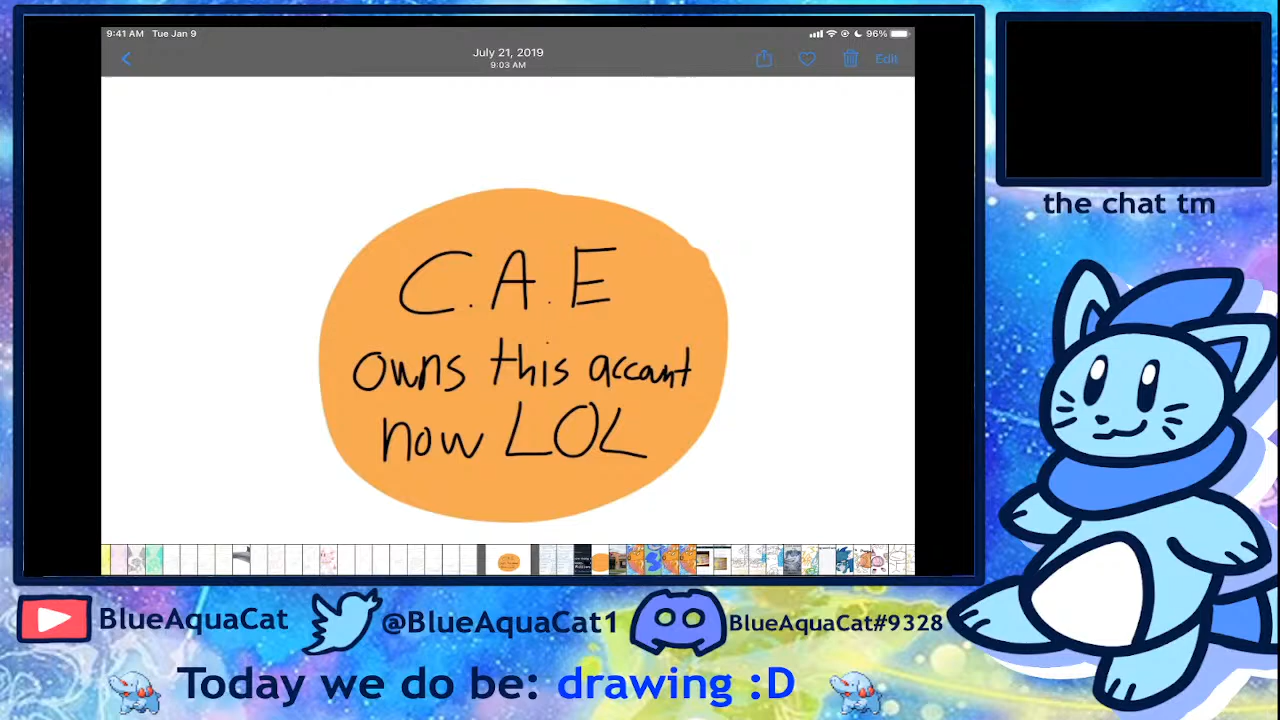 9:41 AM Tue Jan 9
96%
July 21, 2019
9:03 AM
Edit
C.A.E
owns this account
now LOL
the chat tm
BlueAquaCat
@BlueAquaCat1
BlueAquaCat#9328
Today we do be: drawing :D